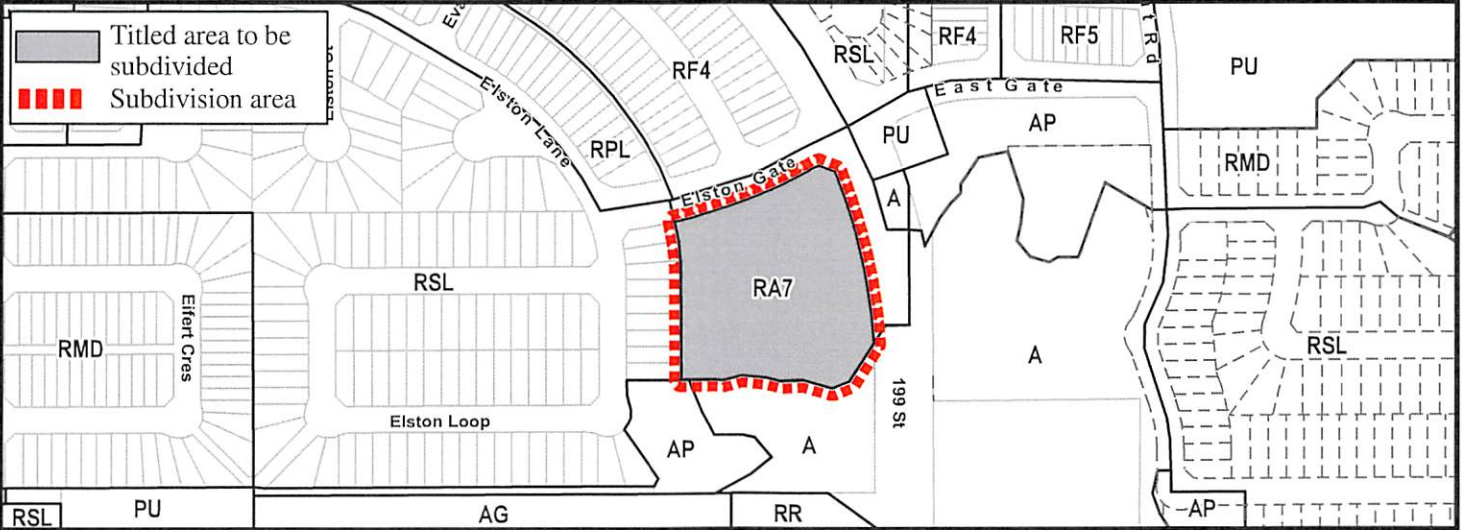 Titled area to be
subdivided
Subdivision area
RF4
RSL
RF4
RF5
PU
East Gate
Elston Lane
RPL
PU
AP
RMD
Elston Gate
A
RSL
RA7
RMD
Eifert Cres
A
RSL
Elston Loop
199 St
AP
A
RSL
PU
AG
RR
AP